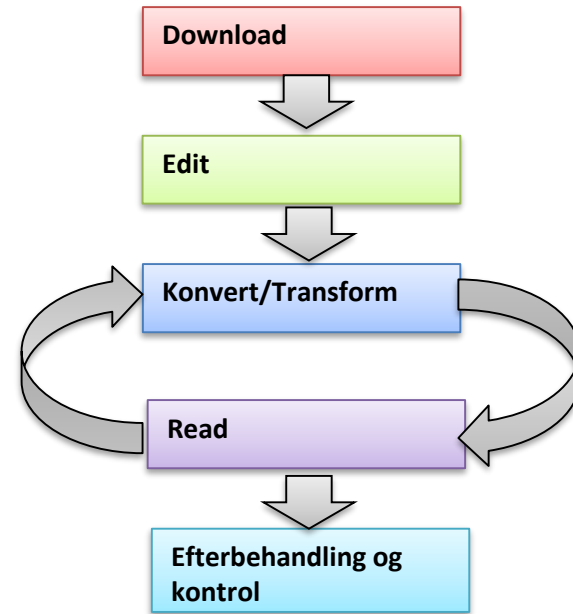 Download
Edit
Konvert/Transform
Read
Efterbehandling og
kontrol